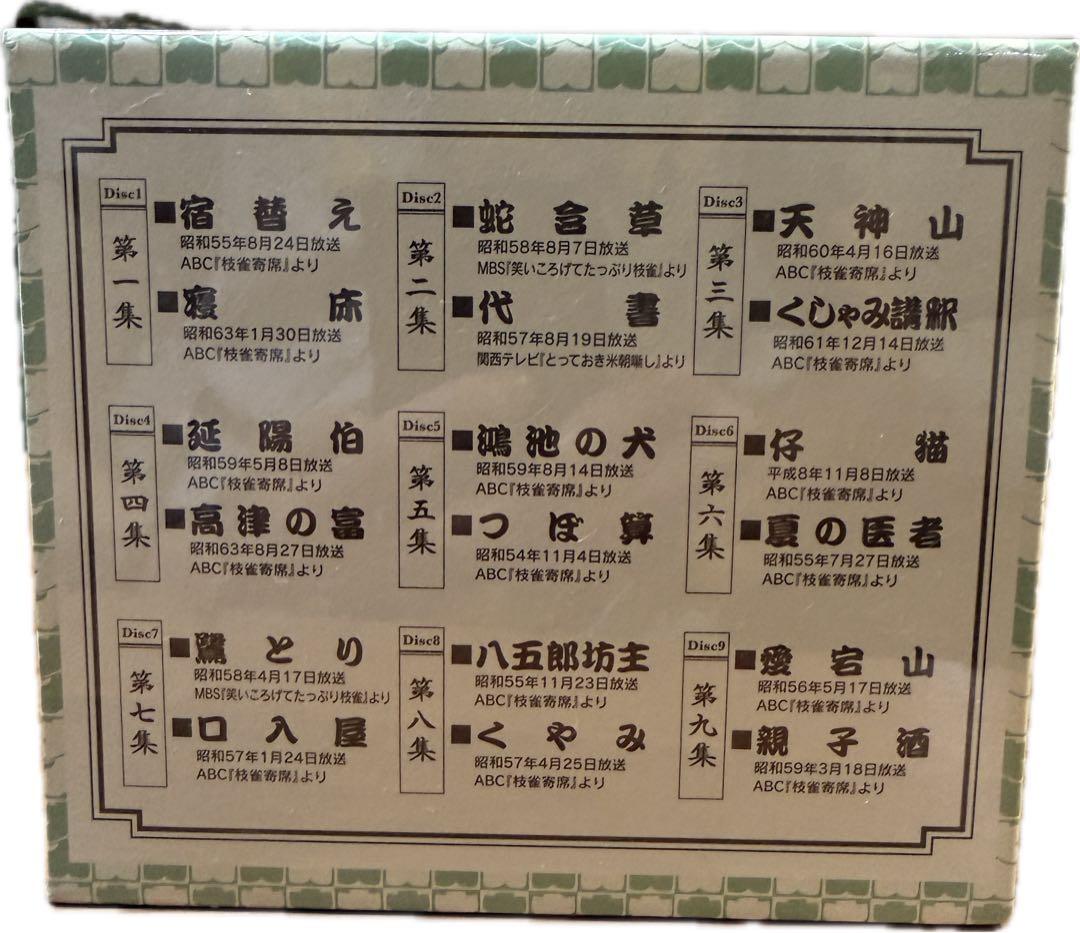 Disc1
第一集
■宿替え
昭和55年8月24日放送
ABC『枝雀寄席』より
■寝床
昭和63年1月30日放送
ABC『枝雀寄席』より
Disc2
第二集
■蛇含草
昭和58年8月7日放送
MBS『笑いころげてたっぷり枝雀』より
■代書
昭和57年8月19日放送
関西テレビ『とっておき米朝噺し』より
Disc3
第三集
■天神山
昭和60年4月16日放送
ABC『枝雀寄席』より
■くしゃみ講釈
昭和61年12月14日放送
ABC『枝雀寄席』より
Disc4
第四集
■延陽伯
昭和59年5月8日放送
ABC『枝雀寄席』より
■高津の富
昭和63年8月27日放送
ABC『枝雀寄席』より
Disc5
第五集
■鴻池の犬
昭和59年8月14日放送
ABC『枝雀寄席』より
■つぼ算
昭和54年11月4日放送
ABC『枝雀寄席』より
Disc6
第六集
■仔猫
平成8年11月8日放送
ABC『枝雀寄席』より
■夏の医者
昭和55年7月27日放送
ABC『枝雀寄席』より
Disc7
第七集
■鷺とり
昭和58年4月17日放送
MBS『笑いころげてたっぷり枝雀』より
■口入屋
昭和57年1月24日放送
ABC『枝雀寄席』より
Disc8
第八集
■八五郎坊主
昭和55年11月23日放送
ABC『枝雀寄席』より
■くやみ
昭和57年4月25日放送
ABC『枝雀寄席』より
Disc9
第九集
■愛宕山
昭和56年5月17日放送
ABC『枝雀寄席』より
■親子酒
昭和59年3月18日放送
ABC『枝雀寄席』より